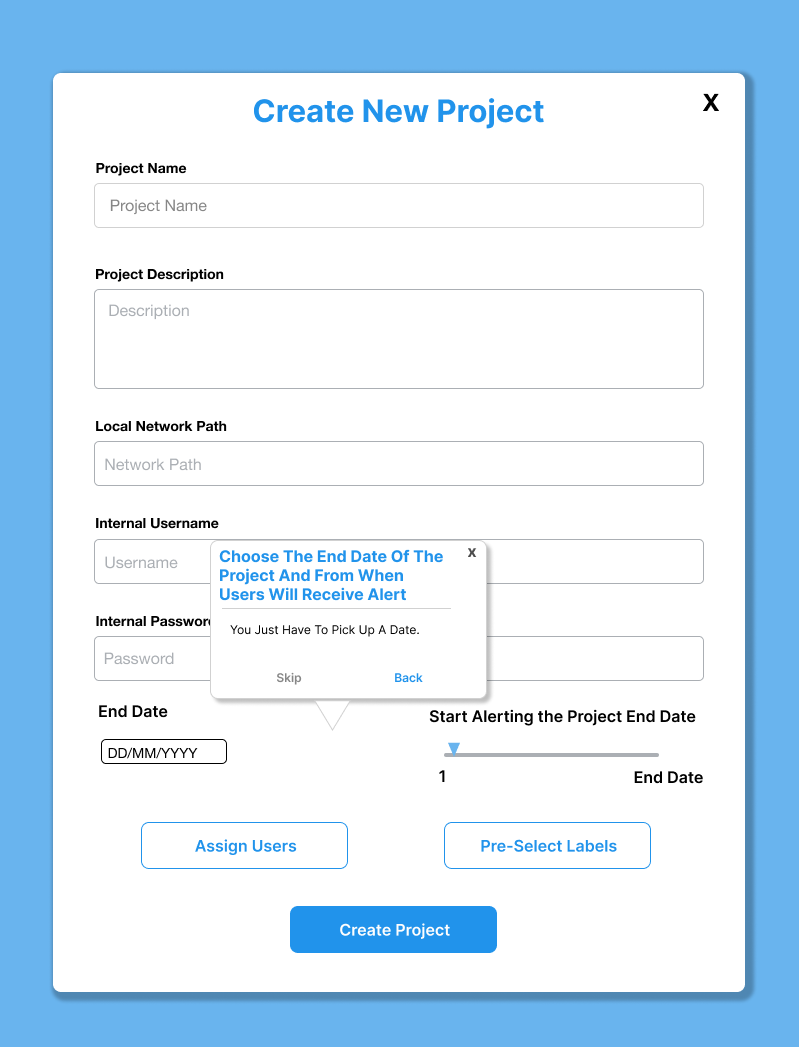 Create New Project
X
Project Name
Project Name
Project Description
Description
Local Network Path
Network Path
Internal Username
Username
Choose The End Date Of The
Project And From When
Users Will Receive Alert
X
You Just Have To Pick Up A Date.
Skip
Back
Internal Passwor
Password
End Date
DD/MM/YYYY
Start Alerting the Project End Date
1
End Date
Assign Users
Pre-Select Labels
Create Project